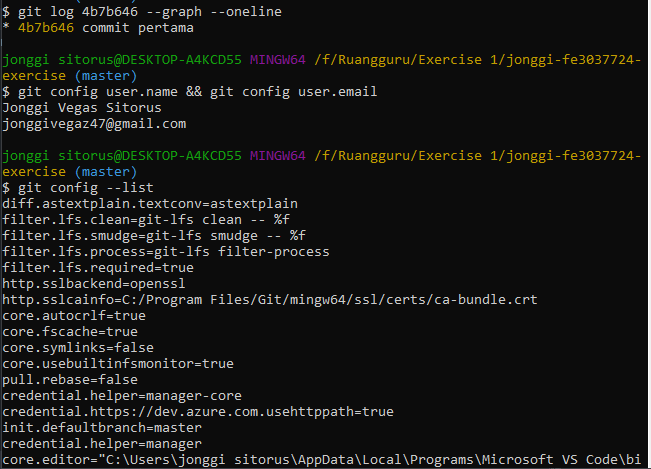 $ git log 4b7b646 --graph --oneline
* 4b7b646 commit pertama
jonggi sitorus@DESKTOP-A4KCD55 MINGW64 /f/Ruangguru/Exercise 1/jonggi-fe3037724-
exercise (master)
$ git config user.name && git config user.email
Jonggi Vegas Sitorus
jonggivegaz47@gmail.com
jonggi sitorus@DESKTOP-A4KCD55 MINGW64 /f/Ruangguru/Exercise 1/jonggi-fe3037724-
exercise (master)
$ git config --list
diff.astextplain.textconv=astextplain
filter.lfs.clean=git-lfs clean -- %f
filter.lfs.smudge=git-lfs smudge -- %f
filter.lfs.process=git-lfs filter-process
filter.lfs.required=true
http.sslbackend=openssl
http.sslcainfo=C:/Program Files/Git/mingw64/ssl/certs/ca-bundle.crt
core.autocrlf=true
core.fscache=true
core.symlinks=false
core.usebuiltinfsmonitor=true
pull.rebase=false
credential.helper=manager-core
credential.https://dev.azure.com.usehttppath=true
init.defaultbranch=master
credential.helper=manager
core.editor="C:\Users\jonggi sitorus\AppData\Local\Programs\Microsoft VS Code\bi